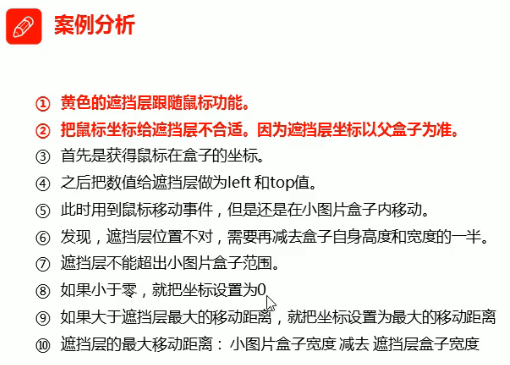 案例分析
① 黄色的遮挡层跟随鼠标功能。
② 把鼠标坐标给遮挡层不合适。因为遮挡层坐标以父盒子为准。
③ 首先是获得鼠标在盒子的坐标。
④ 之后把数值给遮挡层做为left 和top值。
⑤ 此时用到鼠标移动事件，但是还是在小图片盒子内移动。
⑥ 发现，遮挡层位置不对，需要再减去盒子自身高度和宽度的一半。
⑦ 遮挡层不能超出小图片盒子范围。
⑧ 如果小于零，就把坐标设置为0
⑨ 如果大于遮挡层最大的移动距离，就把坐标设置为最大的移动距离
⑩ 遮挡层的最大移动距离： 小图片盒子宽度 减去 遮挡层盒子宽度